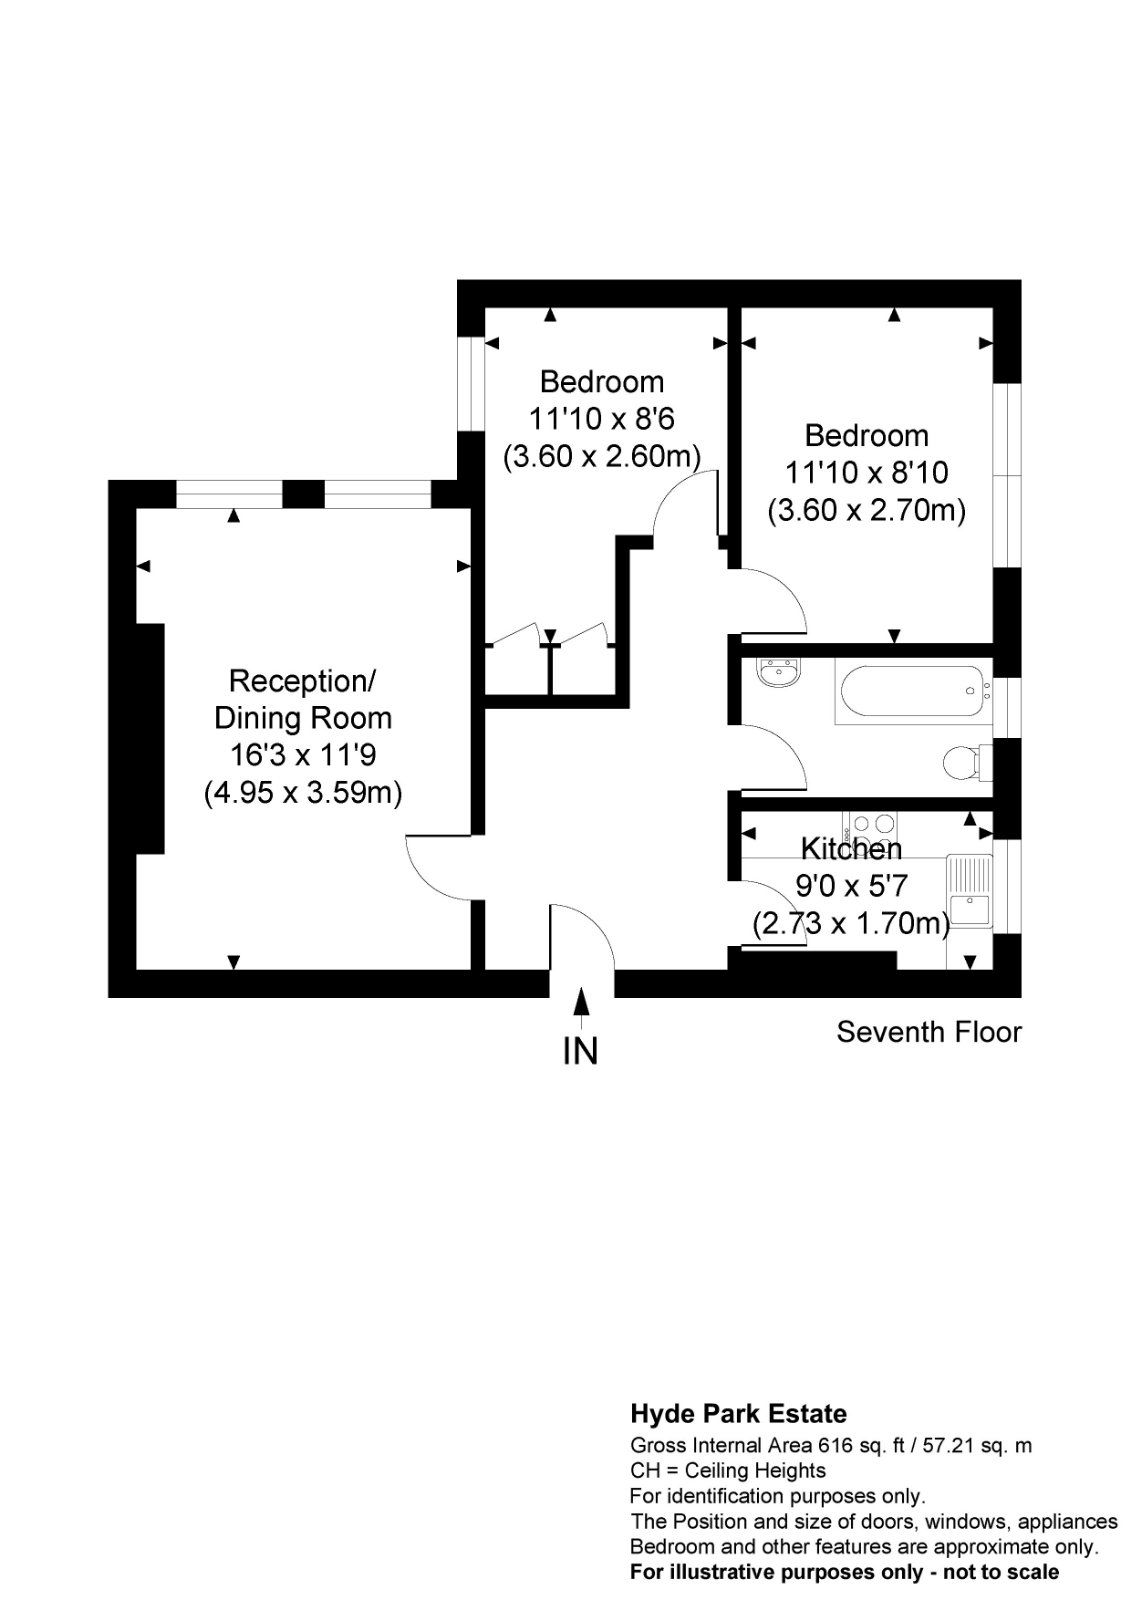 Bedroom
11'10 x 8'6
(3.60 x 2.60m)
Bedroom
11'10 x 8'10
(3.60 x 2.70m)
Reception/
Dining Room
16'3 x 11'9
(4.95 x 3.59m)
Kitchen
9'0 x 5'7
(2.73 x 1.70m)
Seventh Floor
IN
Hyde Park Estate
Gross Internal Area 616 sq. ft / 57.21 sq. m
CH = Ceiling Heights
For identification purposes only.
The Position and size of doors, windows, appliances
Bedroom and other features are approximate only.
For illustrative purposes only - not to scale